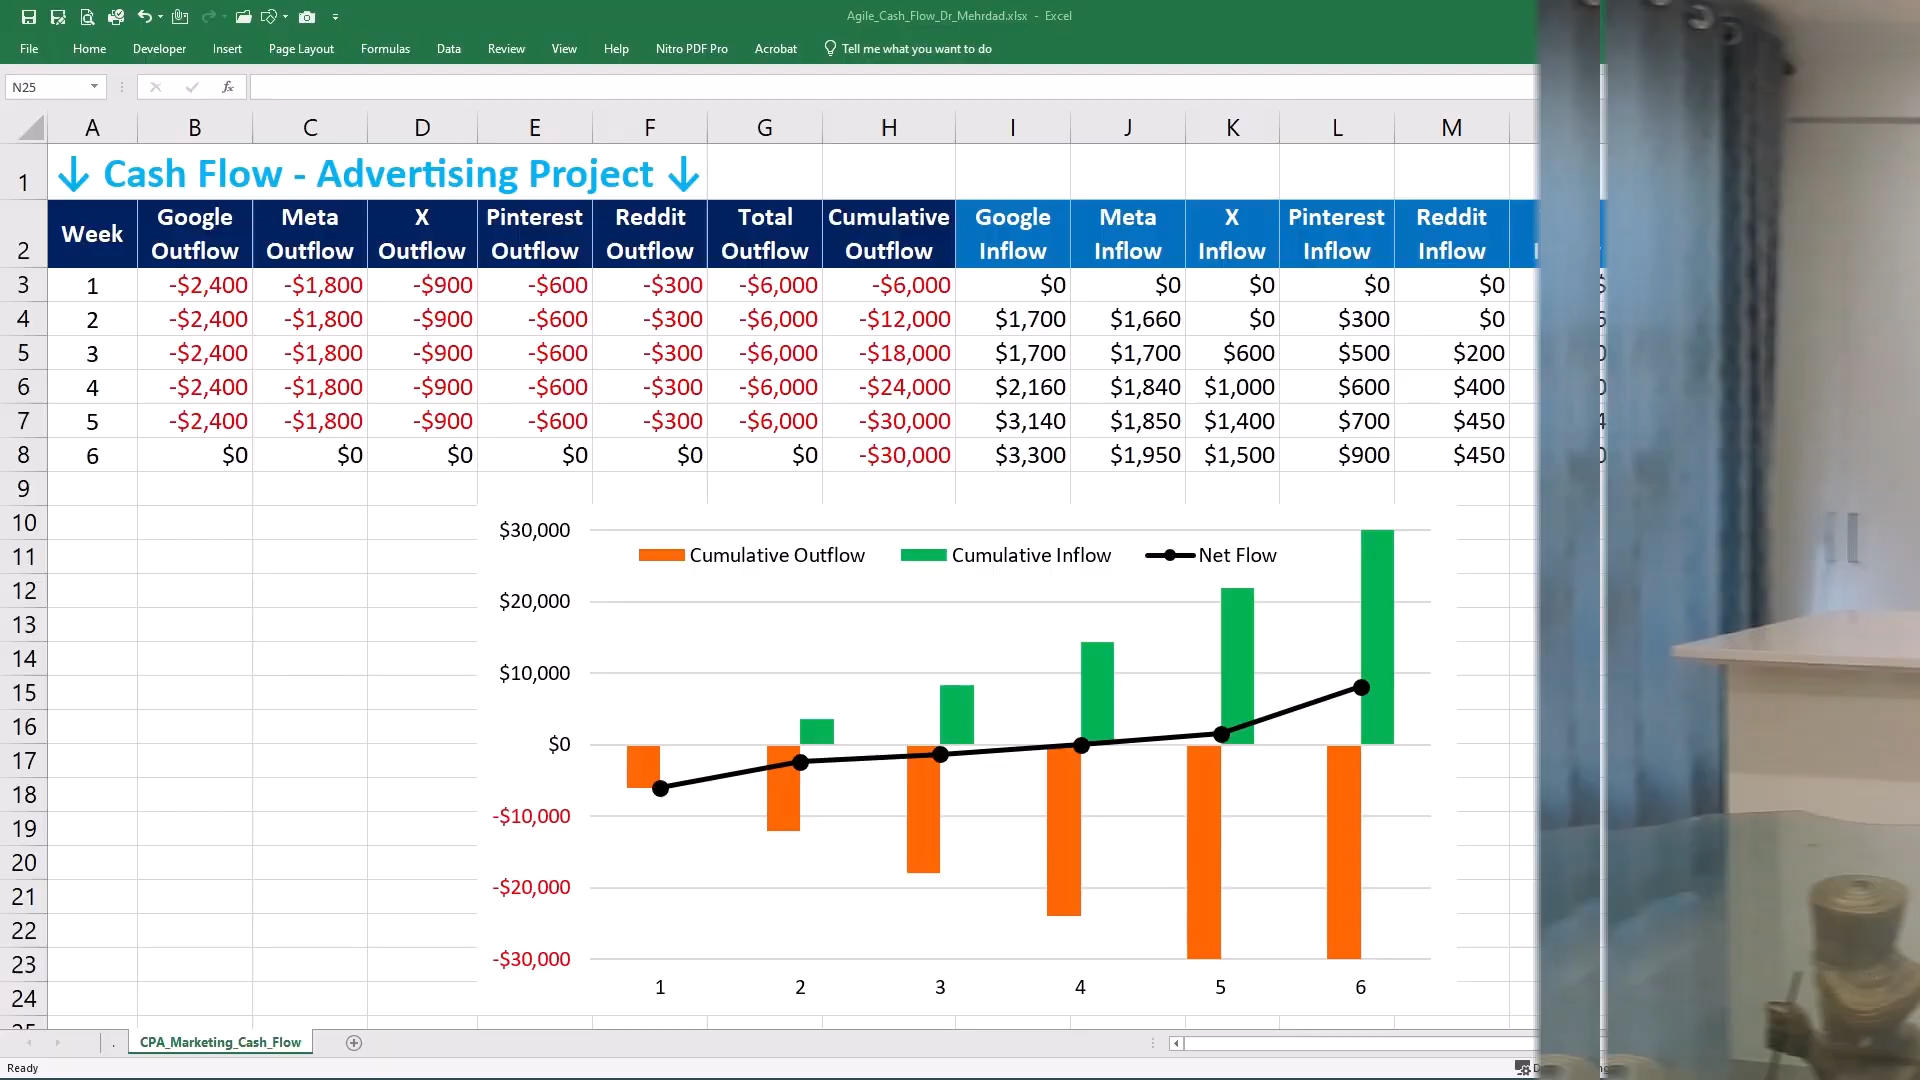 Agile_Cash_Flow_Dr_Mehrdad.xlsx - Excel
File Home Developer Insert Page Layout Formulas Data Review View Help Nitro PDF Pro Acrobat Tell me what you want to do
N25 fx
A B C D E F G H I J K L M
1 ↓ Cash Flow - Advertising Project ↓
2 Week Google Outflow Meta Outflow X Outflow Pinterest Outflow Reddit Outflow Total Outflow Cumulative Outflow Google Inflow Meta Inflow X Inflow Pinterest Inflow Reddit Inflow
3 1 -$2,400 -$1,800 -$900 -$600 -$300 -$6,000 -$6,000 $0 $0 $0 $0 $0
4 2 -$2,400 -$1,800 -$900 -$600 -$300 -$6,000 -$12,000 $1,700 $1,660 $0 $300 $0
5 3 -$2,400 -$1,800 -$900 -$600 -$300 -$6,000 -$18,000 $1,700 $1,700 $600 $500 $200
6 4 -$2,400 -$1,800 -$900 -$600 -$300 -$6,000 -$24,000 $2,160 $1,840 $1,000 $600 $400
7 5 -$2,400 -$1,800 -$900 -$600 -$300 -$6,000 -$30,000 $3,140 $1,850 $1,400 $700 $450
8 6 $0 $0 $0 $0 $0 $0 -$30,000 $3,300 $1,950 $1,500 $900 $450
9
10
11
12
13
14
15
16
17
18
19
20
21
22
23
24
$30,000
Cumulative Outflow Cumulative Inflow Net Flow
$20,000
$10,000
$0
-$10,000
-$20,000
-$30,000
1 2 3 4 5 6
CPA_Marketing_Cash_Flow
Ready